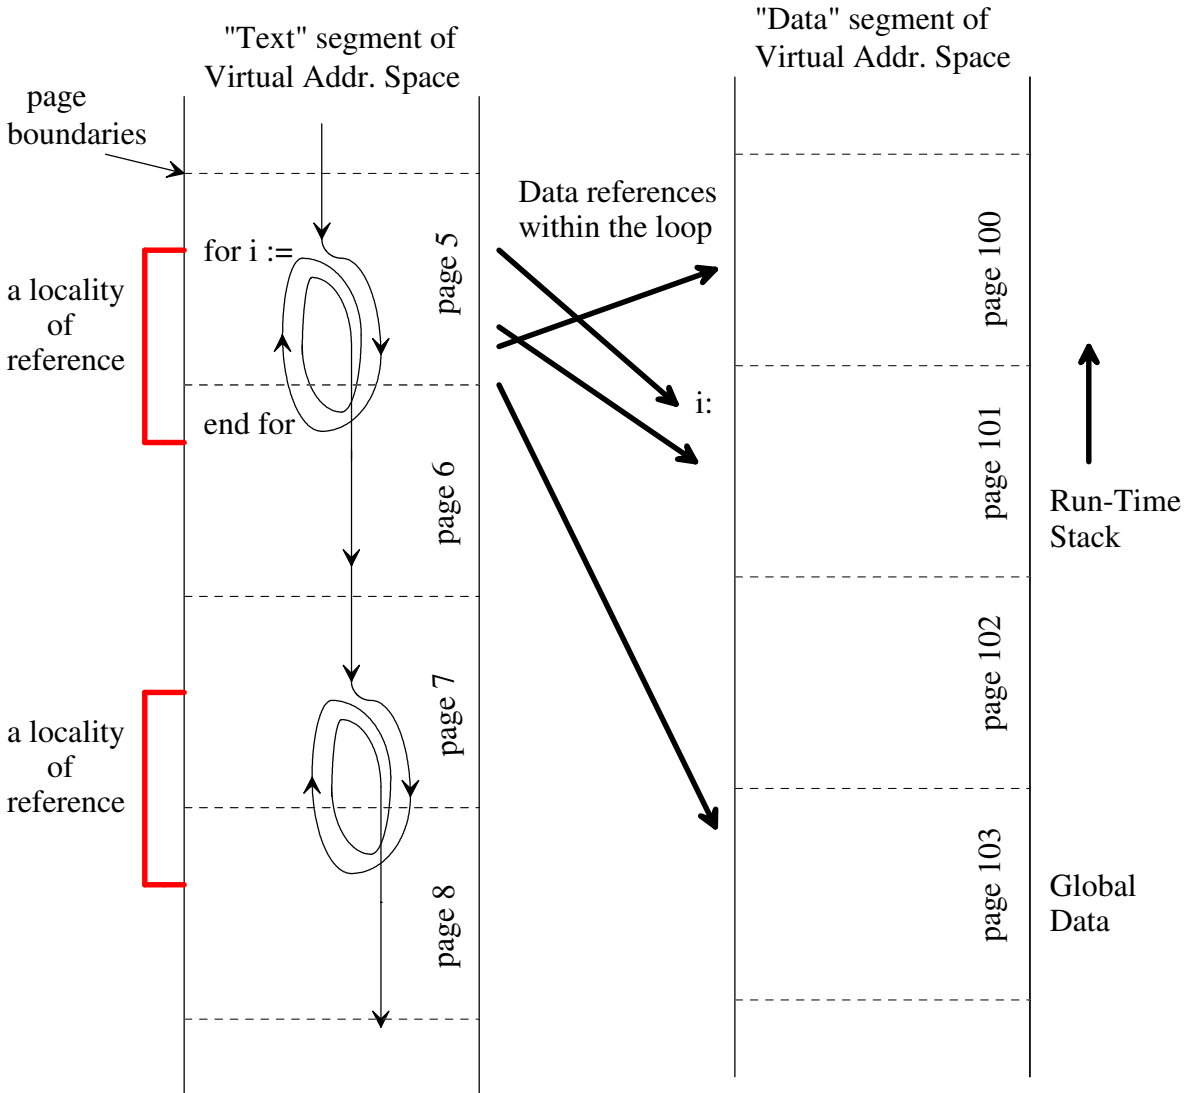 "Text" segment of
Virtual Addr. Space
"Data" segment of
Virtual Addr. Space
page
boundaries
Data references
within the loop
for i :=
page 5
page 100
a locality
of
reference
i:
end for
page 6
page 101
Run-Time
Stack
page 7
page 102
a locality
of
reference
page 8
page 103
Global
Data